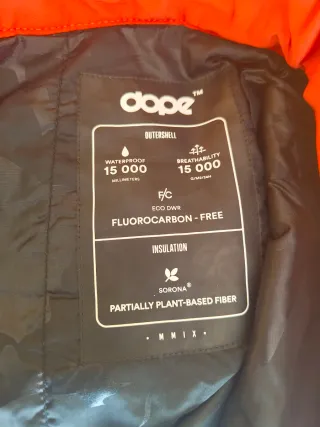 dope™
OUTERSHELL
WATERPROOF
15 000
MILLIMETERS
BREATHABILITY
15 000
G/M2/24H
F/C
ECO DWR
FLUOROCARBON - FREE
INSULATION
SORONA®
PARTIALLY PLANT-BASED FIBER
• M M I X •